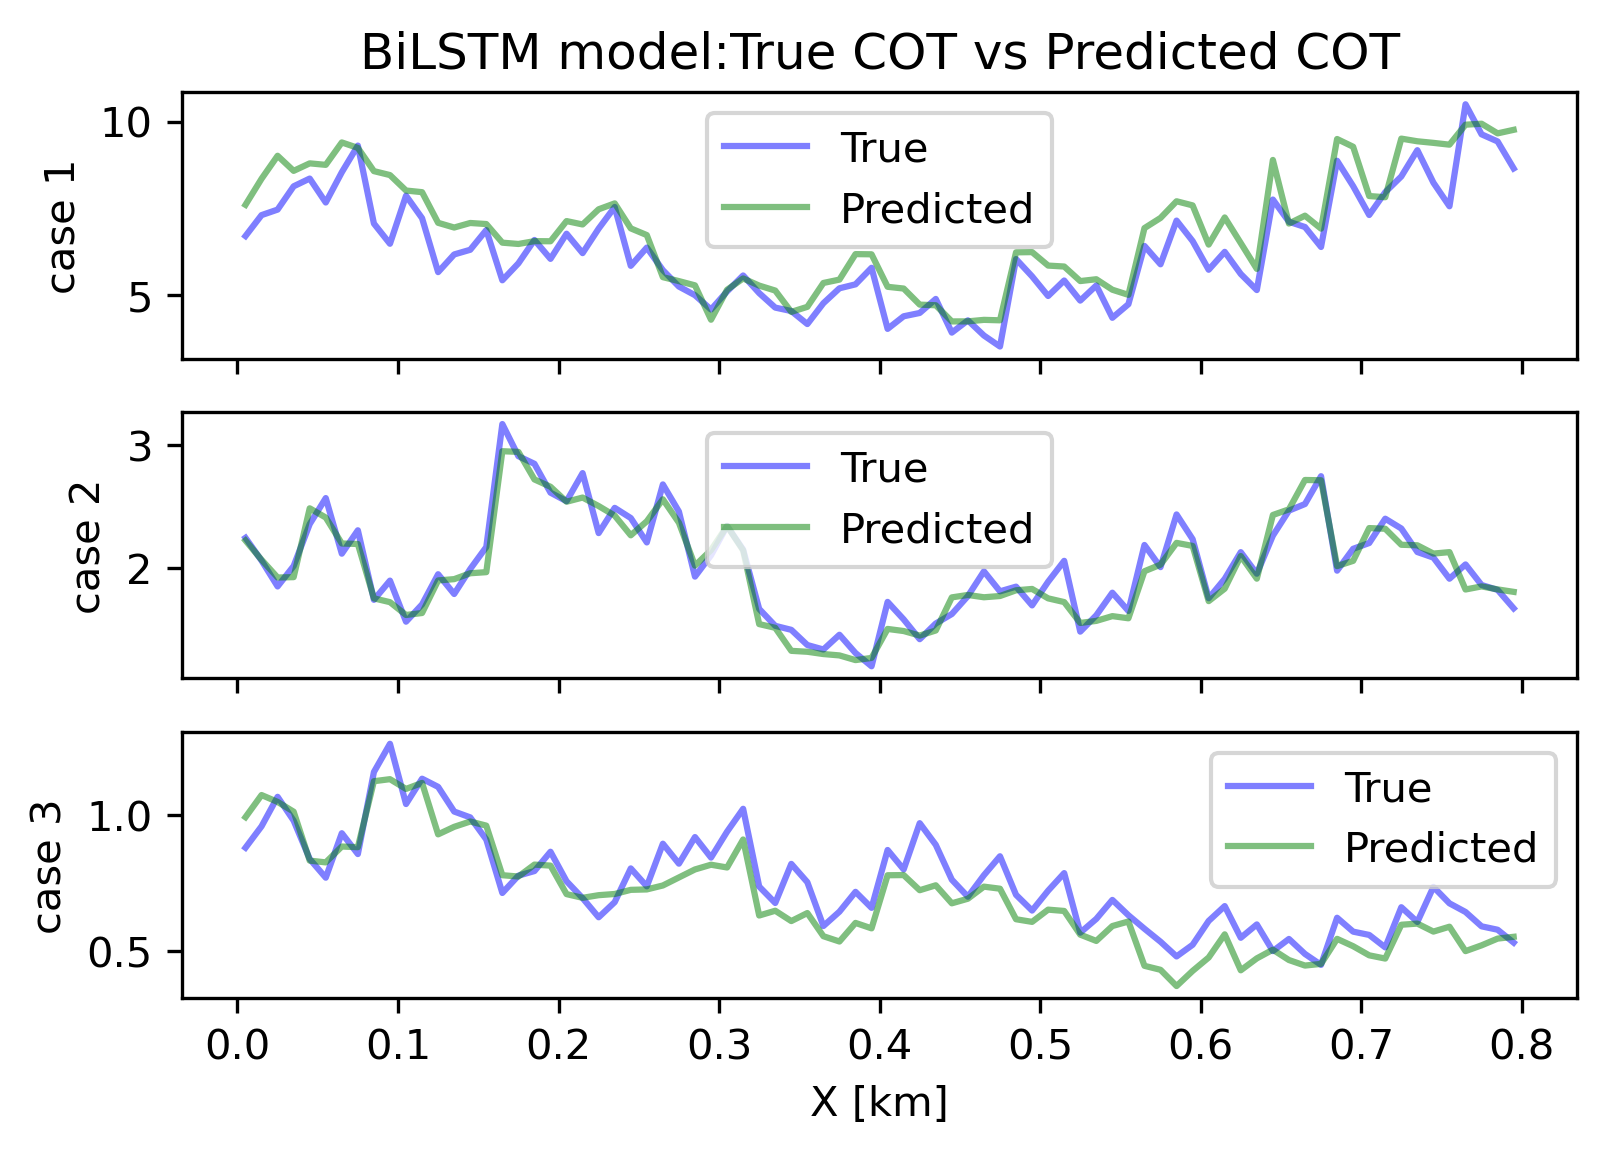 BiLSTM model:True COT vs Predicted COT
case 1
10
5
True
Predicted
case 2
3
2
True
Predicted
case 3
1.0
0.5
True
Predicted
0.0 0.1 0.2 0.3 0.4 0.5 0.6 0.7 0.8
X [km]